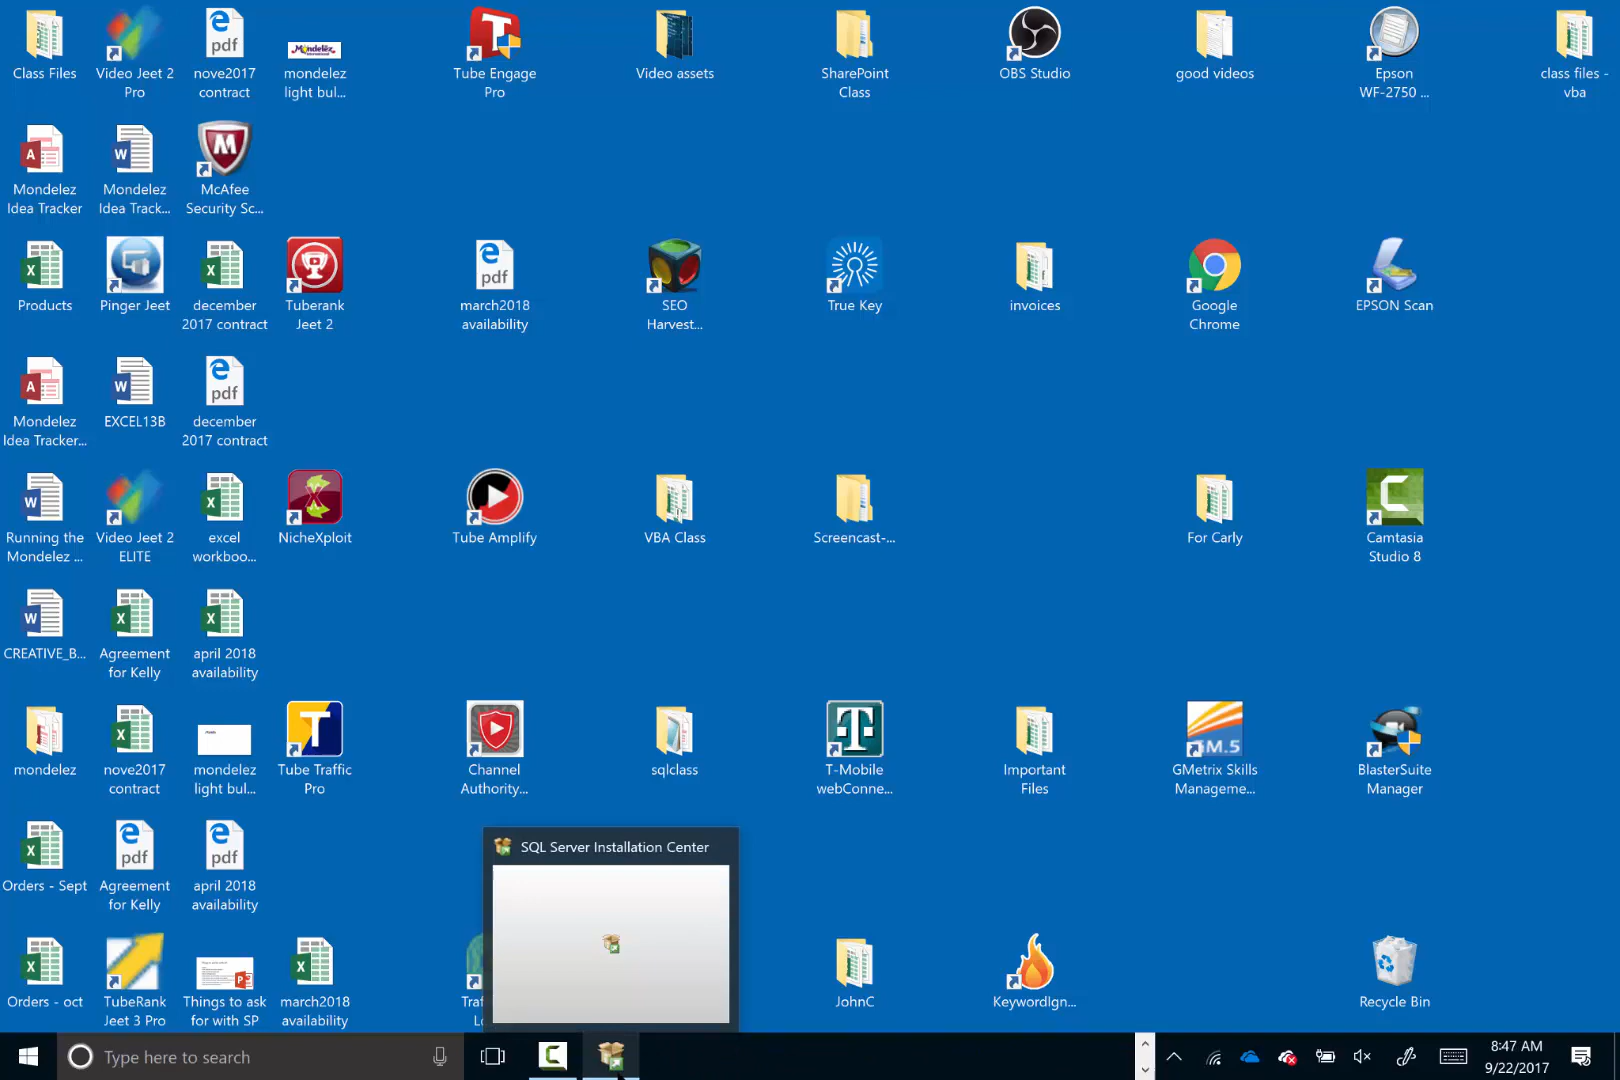 Class Files
Video Jeet 2
Pro
pdf
nove2017
contract
mondelez
light bul...
Tube Engage
Pro
Video assets
SharePoint
Class
OBS Studio
good videos
Epson
WF-2750 ...
class files -
vba
Mondelez
Idea Tracker
Mondelez
Idea Track...
McAfee
Security Sc...
Products
Pinger Jeet
december
2017 contract
Tuberank
Jeet 2
pdf
march2018
availability
SEO
Harvest...
True Key
invoices
Google
Chrome
EPSON Scan
Mondelez
Idea Tracker...
EXCEL13B
pdf
december
2017 contract
Running the
Mondelez ...
Video Jeet 2
ELITE
excel
workboo...
NicheXploit
Tube Amplify
VBA Class
Screencast-...
For Carly
Camtasia
Studio 8
CREATIVE_B...
Agreement
for Kelly
april 2018
availability
mondelez
nove2017
contract
mondelez
light bul...
Tube Traffic
Pro
Channel
Authority...
sqlclass
T-Mobile
webConne...
Important
Files
GMetrix Skills
Manageme...
BlasterSuite
Manager
Orders - Sept
pdf
Agreement
for Kelly
pdf
april 2018
availability
SQL Server Installation Center
Orders - oct
TubeRank
Jeet 3 Pro
Things to ask
for with SP
march2018
availability
JohnC
KeywordIgn...
Recycle Bin
Type here to search
8:47 AM
9/22/2017